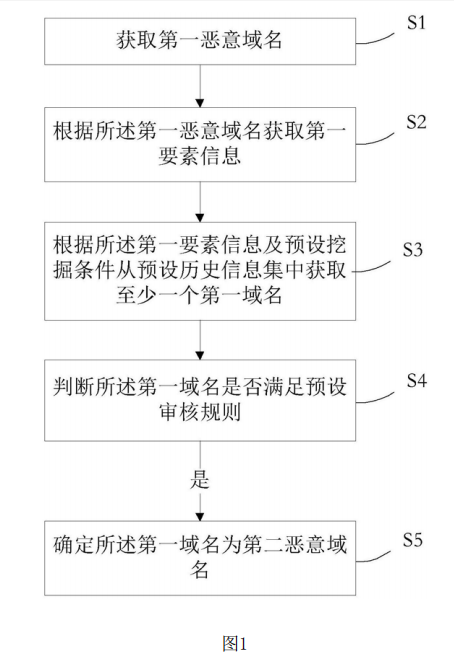 获取第一恶意域名
S1
根据所述第一恶意域名获取第一
要素信息
S2
根据所述第一要素信息及预设挖
掘条件从预设历史信息集中获取
至少一个第一域名
S3
判断所述第一域名是否满足预设
审核规则
S4
是
确定所述第一域名为第二恶意域
名
S5
图1